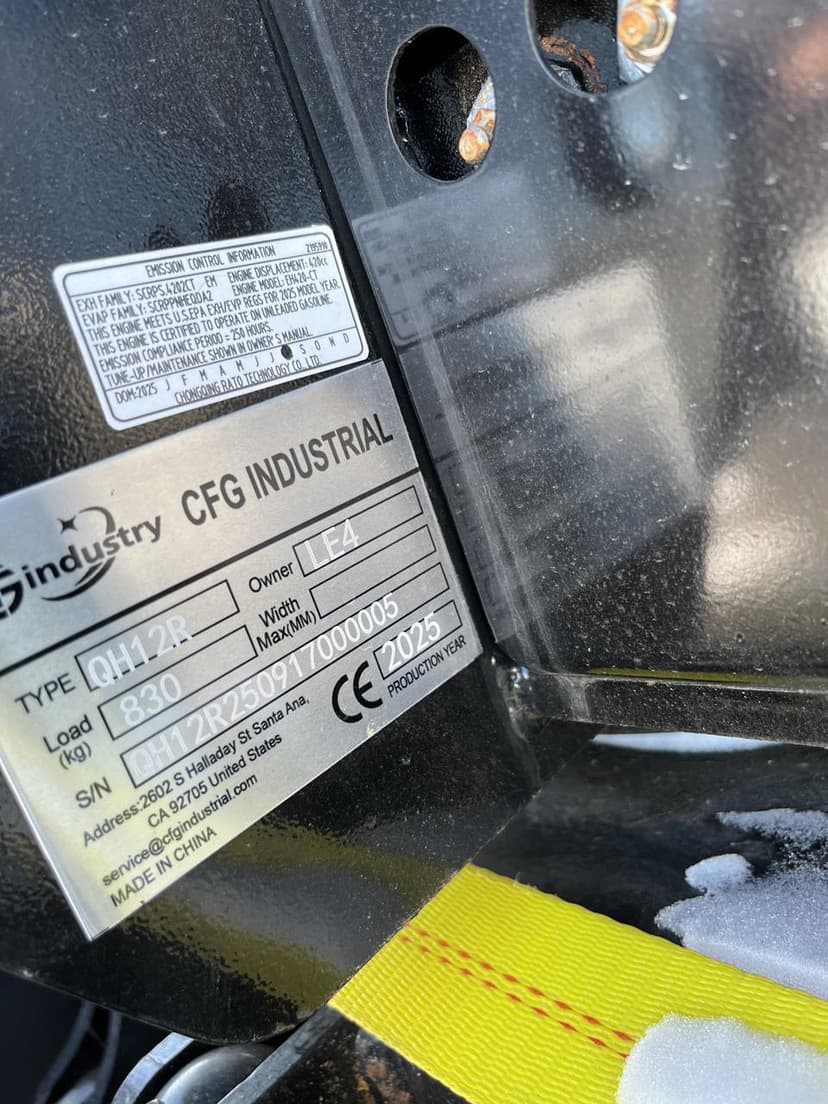 EMISSION CONTROL INFORMATION Z195910
EXH FAMILY: SCRPS.4202CT / EM ENGINE DISPLACEMENT: 420cc
EVAP FAMILY: SCRPPNHEQDA2 ENGINE MODEL: EH420-CT
THIS ENGINE MEETS U.S.EPA EXH/EVP REGS FOR 2025 MODEL YEAR.
THIS ENGINE IS CERTIFIED TO OPERATE ON UNLEADED GASOLINE.
EMISSION COMPLIANCE PERIOD = 250 HOURS.
TUNE-UP/MAINTENANCE SHOWN IN OWNER'S MANUAL.
DOM:2025 J F M A M J J S O N D
CHONGQING RATO TECHNOLOGY CO.,LTD.
industry CFG INDUSTRIAL
TYPE QH12R Owner LE4
Load (kg) 830 Width Max(MM)
S/N QH12R250917000005
Address:2602 S Halladay St Santa Ana,
CA 92705 United States
CE 2025
PRODUCTION YEAR
service@cfgindustrial.com
MADE IN CHINA